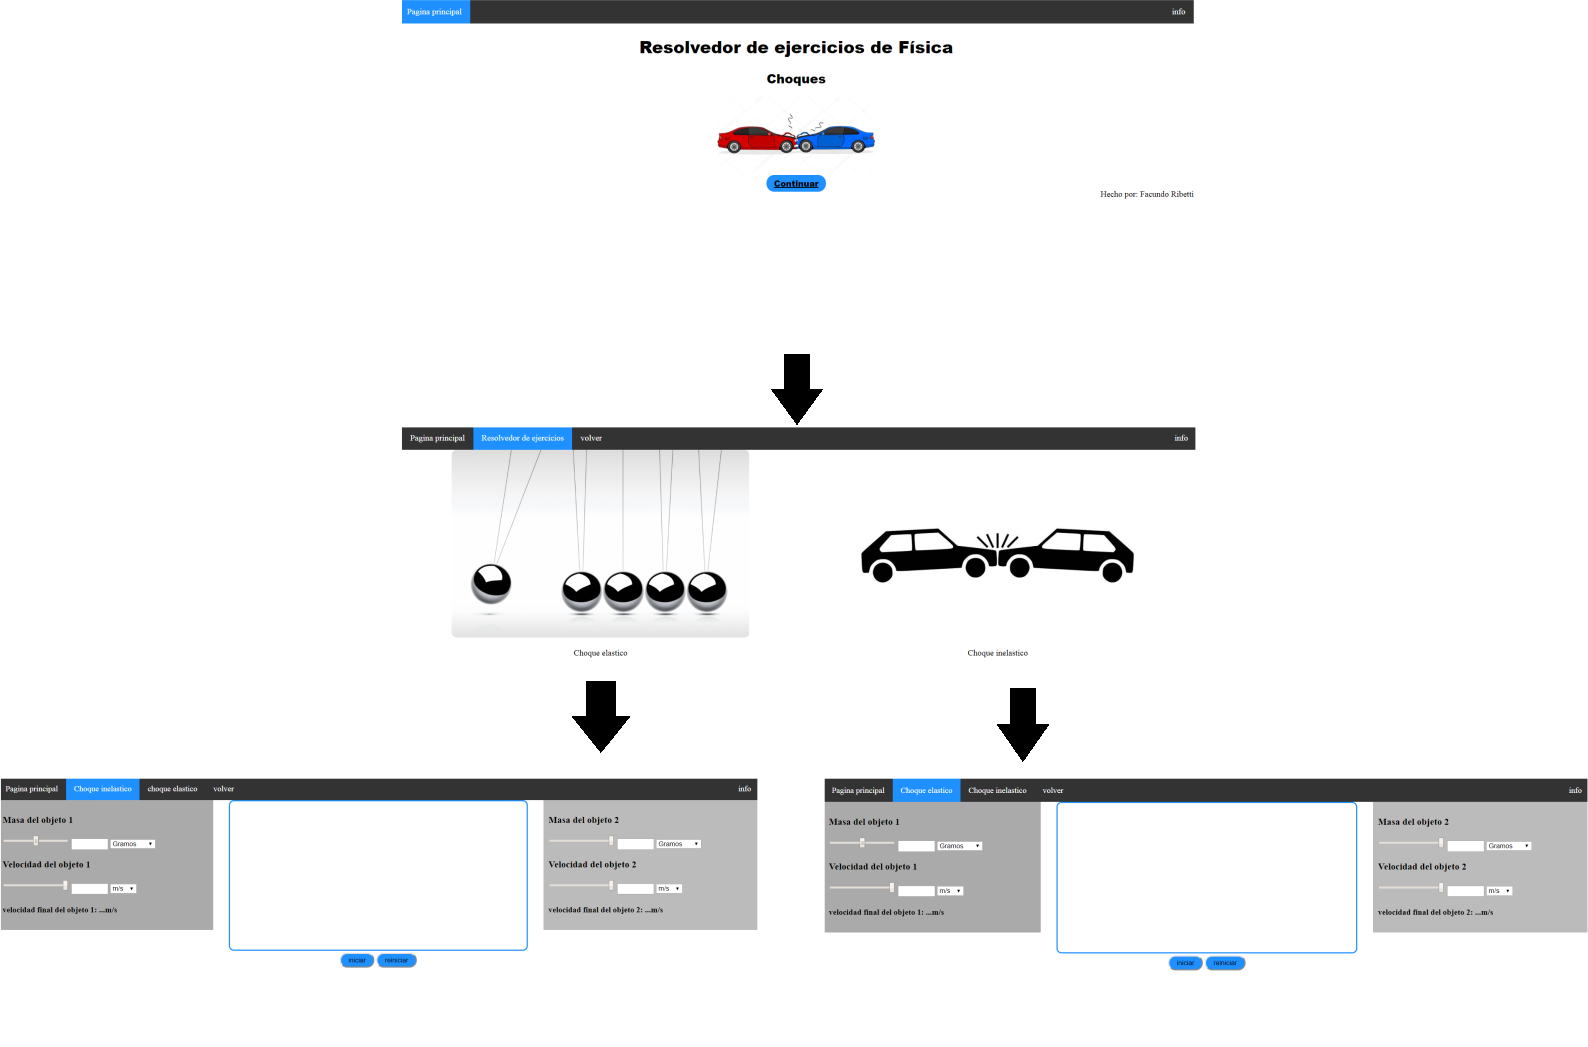 Pagina principal info
Resolvedor de ejercicios de Física
Choques
Continuar
Hecho por: Facundo Ribetti
Pagina principal Resolvedor de ejercicios volver info
Choque elastico
Choque inelastico
Pagina principal Choque inelastico choque elastico volver info
Masa del objeto 1
Gramos
Velocidad del objeto 1
m/s
velocidad final del objeto 1: ...m/s
iniciar reiniciar
Masa del objeto 2
Gramos
Velocidad del objeto 2
m/s
velocidad final del objeto 2: ...m/s
Pagina principal Choque elastico Choque inelastico volver info
Masa del objeto 1
Gramos
Velocidad del objeto 1
m/s
velocidad final del objeto 1: ...m/s
iniciar reiniciar
Masa del objeto 2
Gramos
Velocidad del objeto 2
m/s
velocidad final del objeto 2: ...m/s